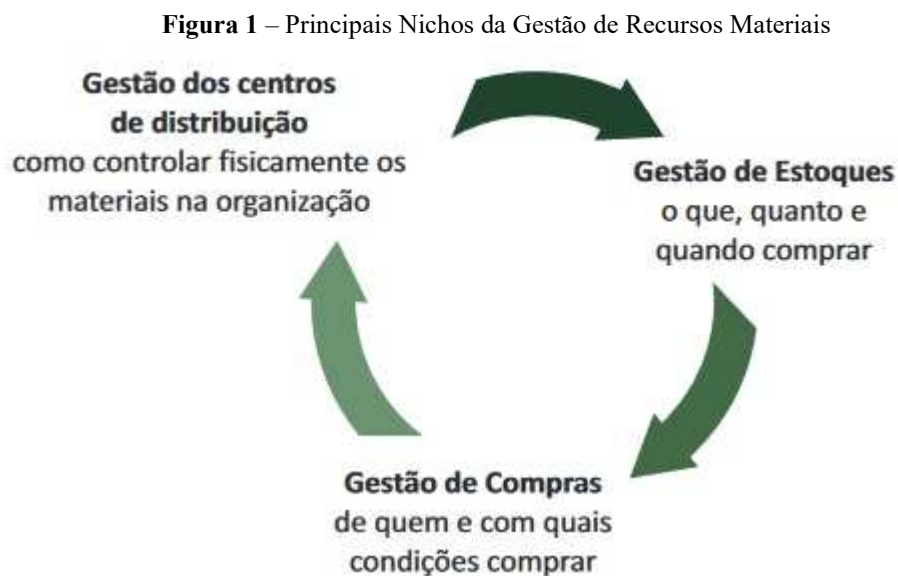 Figura 1 – Principais Nichos da Gestão de Recursos Materiais
Gestão dos centros
de distribuição
como controlar fisicamente os
materiais na organização
Gestão de Estoques
o que, quanto e
quando comprar
Gestão de Compras
de quem e com quais
condições comprar